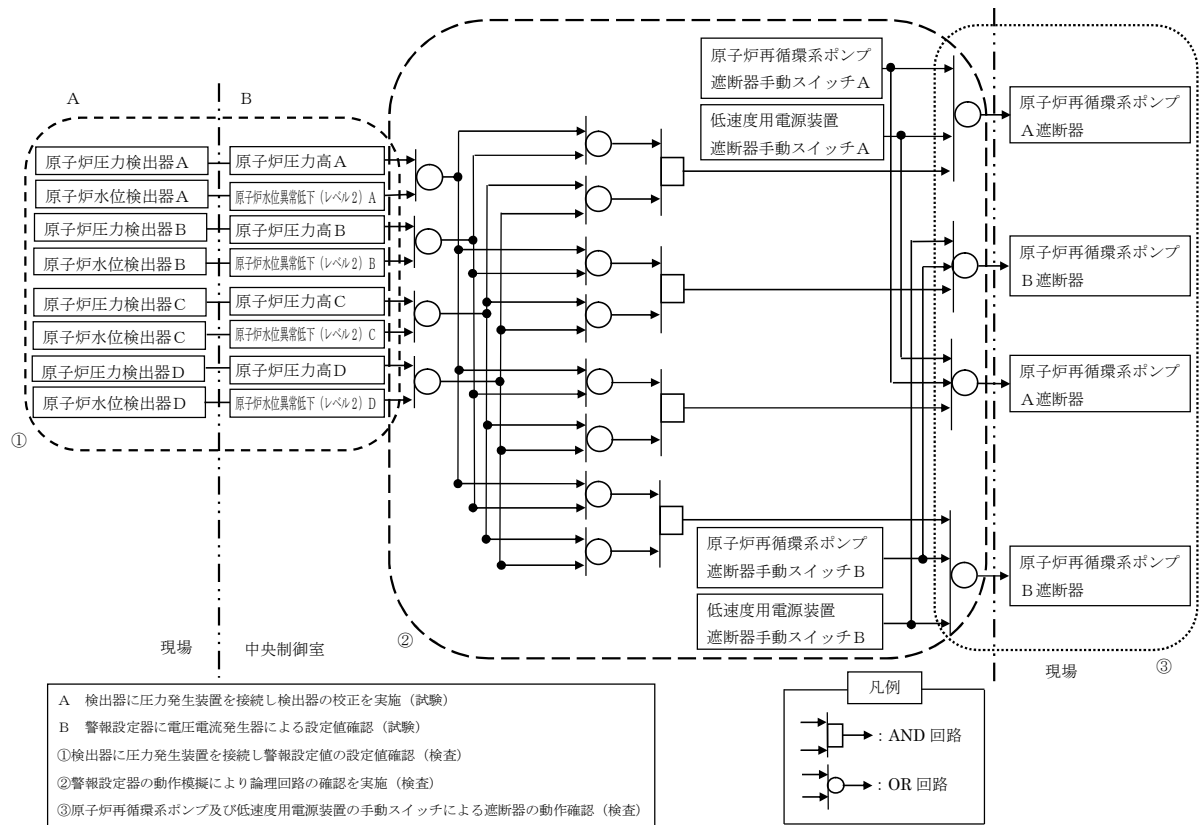 A
B
原子炉圧力検出器A
原子炉圧力高A
原子炉水位検出器A
原子炉水位異常低下（レベル2）A
原子炉圧力検出器B
原子炉圧力高B
原子炉水位検出器B
原子炉水位異常低下（レベル2）B
原子炉圧力検出器C
原子炉圧力高C
原子炉水位検出器C
原子炉水位異常低下（レベル2）C
原子炉圧力検出器D
原子炉圧力高D
原子炉水位検出器D
原子炉水位異常低下（レベル2）D
①
原子炉再循環系ポンプ
遮断器手動スイッチA
低速度用電源装置
遮断器手動スイッチA
原子炉再循環系ポンプ
A遮断器
原子炉再循環系ポンプ
B遮断器
原子炉再循環系ポンプ
A遮断器
原子炉再循環系ポンプ
B遮断器
原子炉再循環系ポンプ
遮断器手動スイッチB
低速度用電源装置
遮断器手動スイッチB
現場
中央制御室
②
現場
③
A　検出器に圧力発生装置を接続し検出器の校正を実施（試験）
B　警報設定器に電圧電流発生器による設定値確認（試験）
①検出器に圧力発生装置を接続し警報設定値の設定値確認（検査）
②警報設定器の動作模擬により論理回路の確認を実施（検査）
③原子炉再循環系ポンプ及び低速度用電源装置の手動スイッチによる遮断器の動作確認（検査）
凡例
：AND 回路
：OR 回路